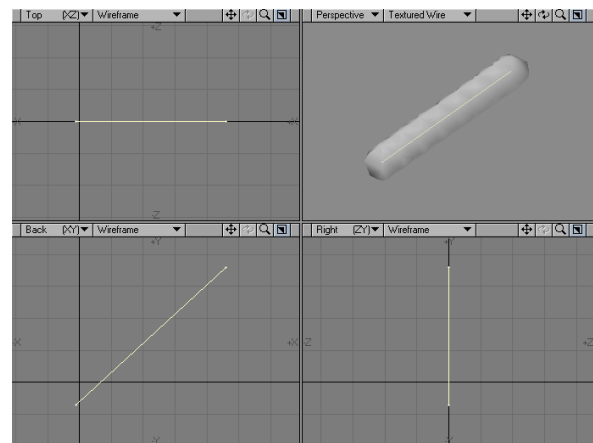 Top (XZ) Wireframe
Perspective Textured Wire
+Z
-X +X
-Z
Back (XY) Wireframe
Right (ZY) Wireframe
+Y +Y
-X +X -Z +Z
-Y -Y